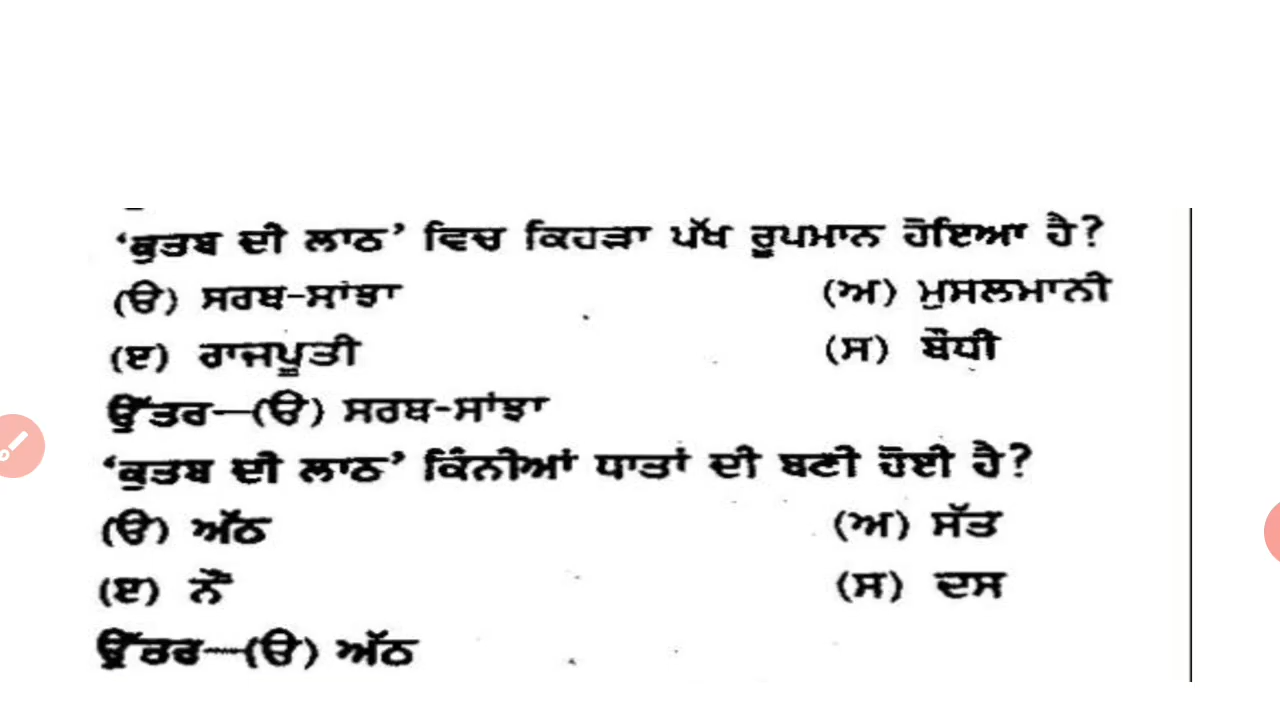 ‘ਕੁਤਬ ਦੀ ਲਾਠ’ ਵਿਚ ਕਿਹੜਾ ਪੱਖ ਰੂਪਮਾਨ ਹੋਇਆ ਹੈ?
(ੳ) ਸਰਬ-ਸਾਂਝਾ (ਅ) ਮੁਸਲਮਾਨੀ
(ੲ) ਰਾਜਪੂਤੀ (ਸ) ਬੌਧੀ
ਉੱਤਰ—(ੳ) ਸਰਬ-ਸਾਂਝਾ
‘ਕੁਤਬ ਦੀ ਲਾਠ’ ਕਿੰਨੀਆਂ ਧਾਤਾਂ ਦੀ ਬਣੀ ਹੋਈ ਹੈ?
(ੳ) ਅੱਠ (ਅ) ਸੱਤ
(ੲ) ਨੌਂ (ਸ) ਦਸ
ਉੱਤਰ—(ੳ) ਅੱਠ